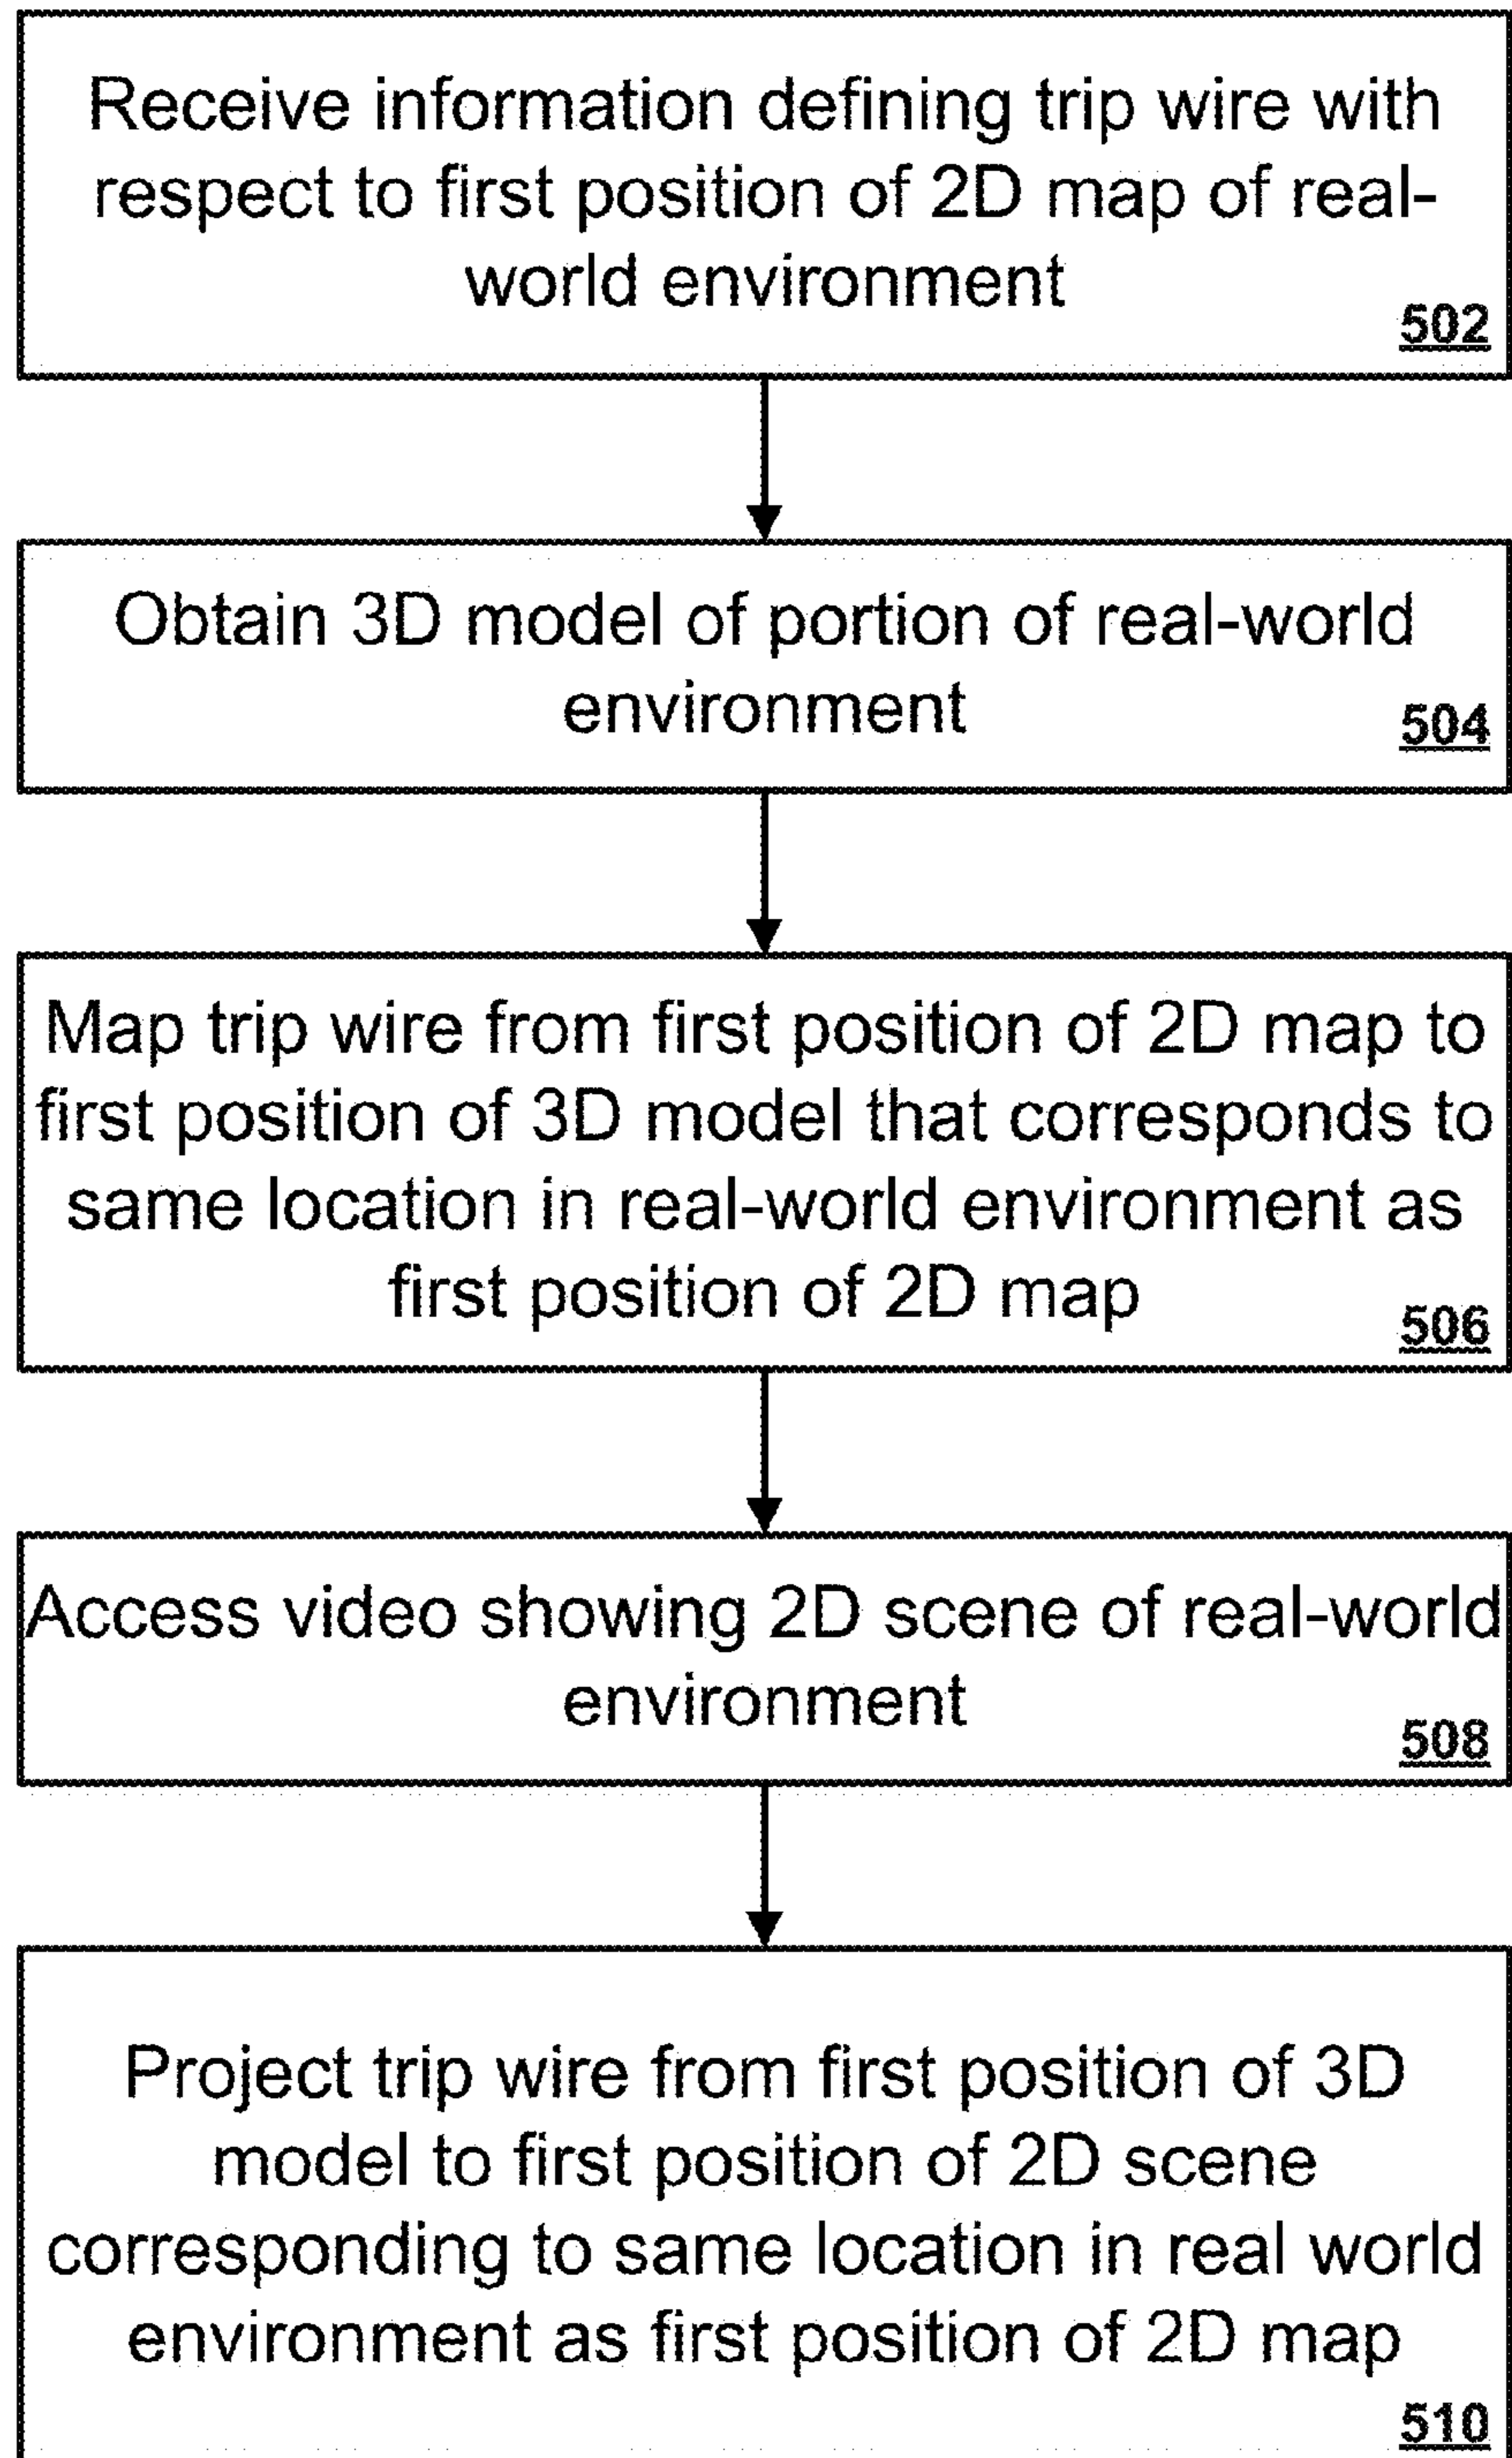 Receive information defining trip wire with
respect to first position of 2D map of real-
world environment
502
Obtain 3D model of portion of real-world
environment
504
Map trip wire from first position of 2D map to
first position of 3D model that corresponds to
same location in real-world environment as
first position of 2D map
506
Access video showing 2D scene of real-world
environment
508
Project trip wire from first position of 3D
model to first position of 2D scene
corresponding to same location in real world
environment as first position of 2D map
510